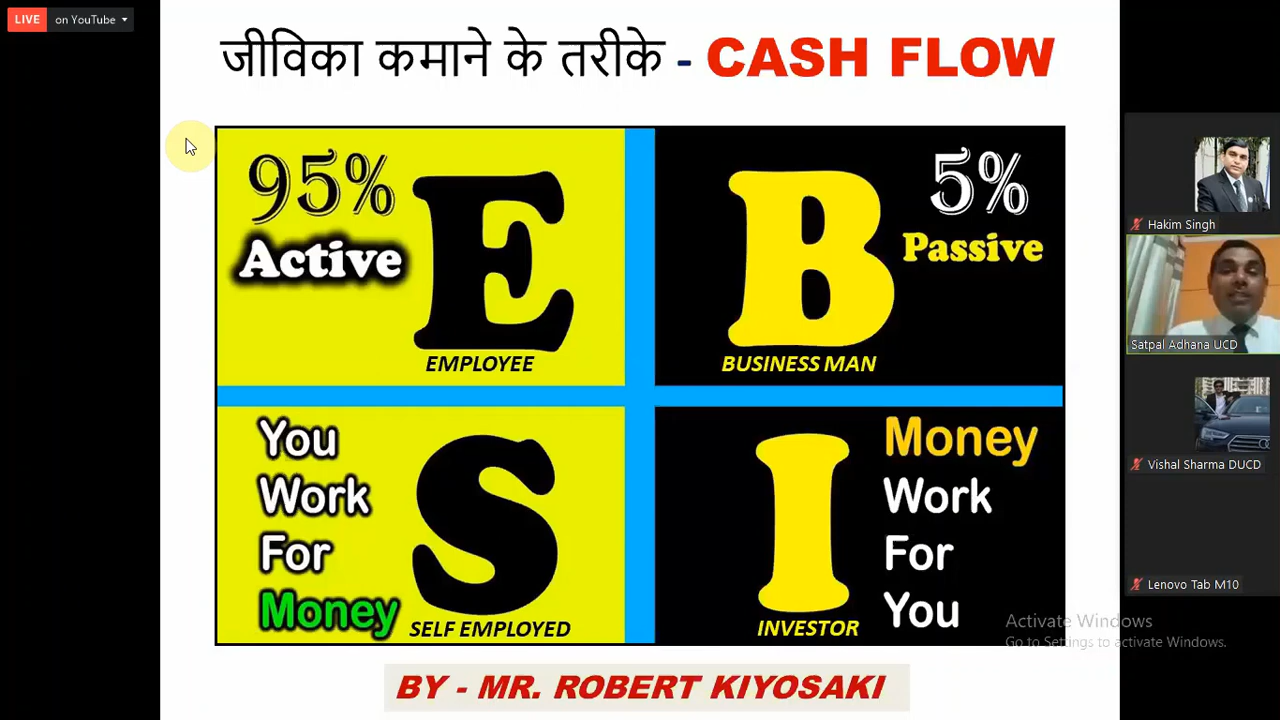 LIVE on YouTube
जीविका कमाने के तरीके - CASH FLOW
95%
Active
E
EMPLOYEE
5%
Passive
B
BUSINESS MAN
You
Work
For
Money
S
SELF EMPLOYED
Money
Work
For
You
I
INVESTOR
BY - MR. ROBERT KIYOSAKI
Hakim Singh
Satpal Adhana UCD
Vishal Sharma DUCD
Lenovo Tab M10
Activate Windows
Go to Settings to activate Windows.